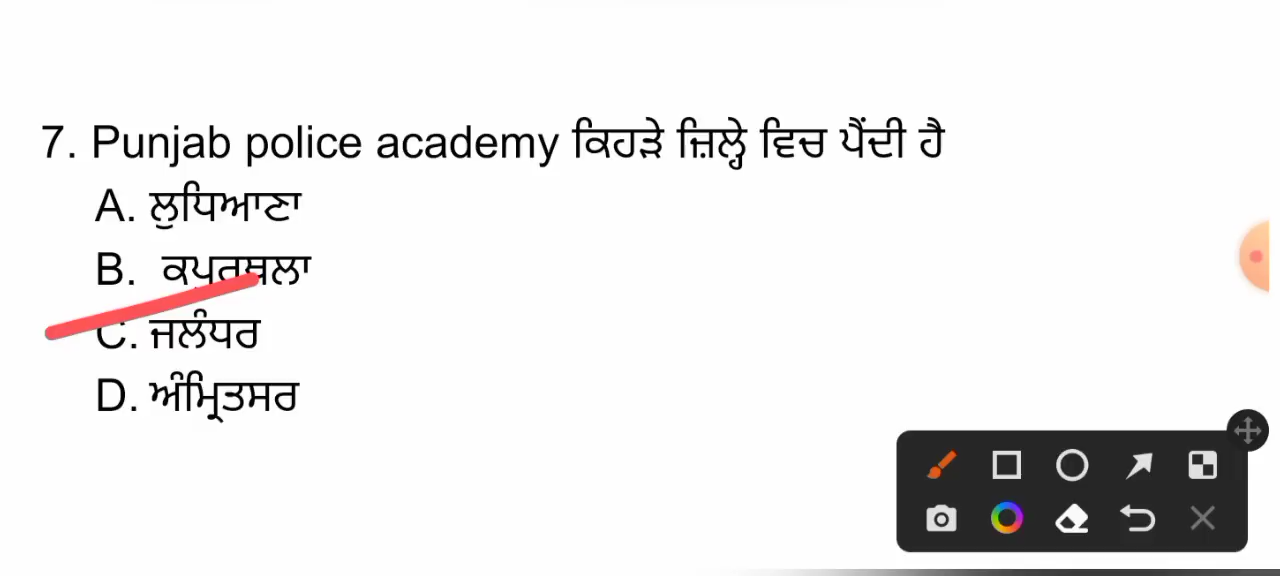 7. Punjab police academy ਕਿਹੜੇ ਜ਼ਿਲ੍ਹੇ ਵਿਚ ਪੈਂਦੀ ਹੈ
A. ਲੁਧਿਆਣਾ
B. ਕਪੂਰਥਲਾ
C. ਜਲੰਧਰ
D. ਅੰਮ੍ਰਿਤਸਰ